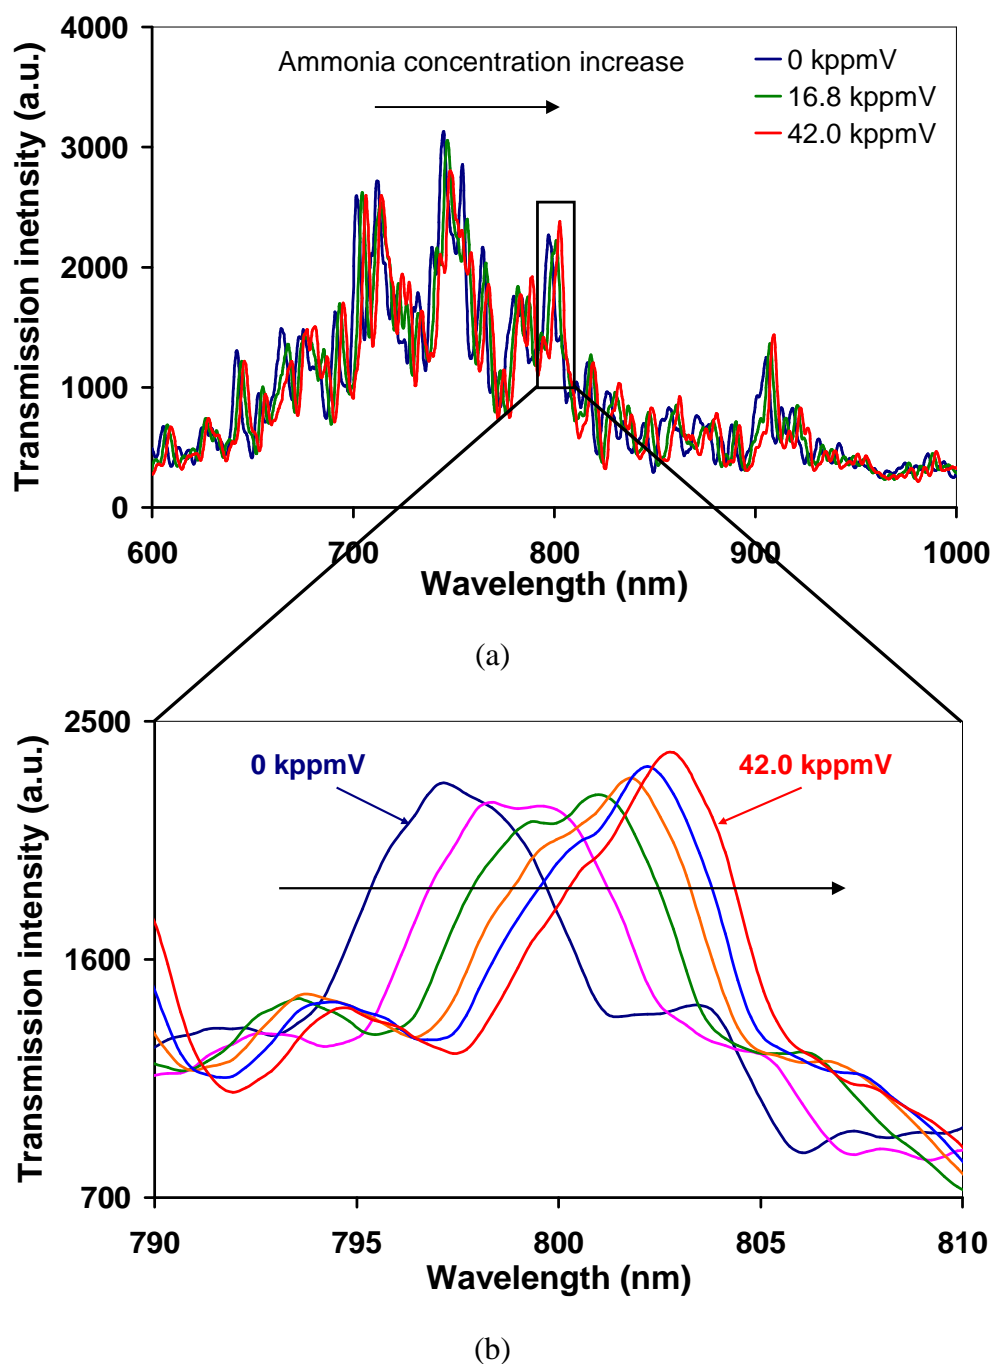 4000
Ammonia concentration increase
0 kppmV
16.8 kppmV
42.0 kppmV
3000
2000
1000
0
Transmission inetnsity (a.u.)
600 700 800 900 1000
Wavelength (nm)
(a)
2500
0 kppmV 42.0 kppmV
1600
700
Transmission intensity (a.u.)
790 795 800 805 810
Wavelength (nm)
(b)